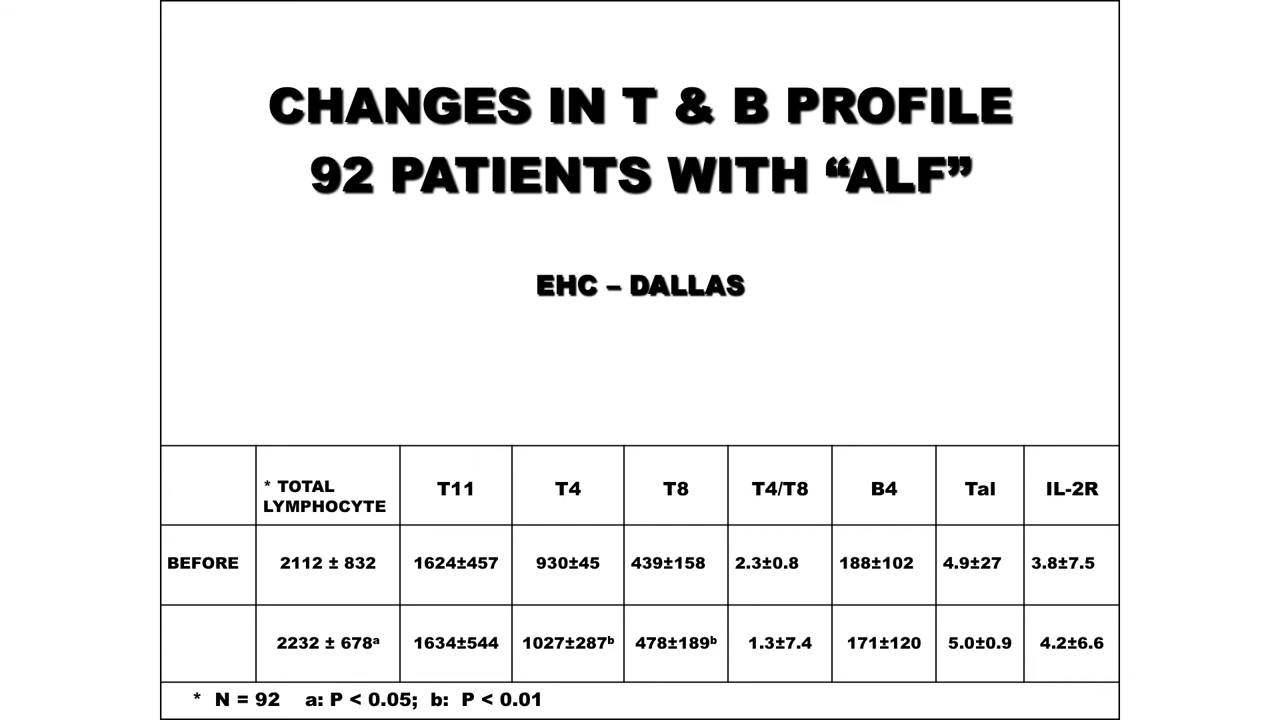 CHANGES IN T & B PROFILE
92 PATIENTS WITH “ALF”
EHC – DALLAS
* TOTAL LYMPHOCYTE T11 T4 T8 T4/T8 B4 Tal IL-2R
BEFORE 2112 ± 832 1624±457 930±45 439±158 2.3±0.8 188±102 4.9±27 3.8±7.5
2232 ± 678ᵃ 1634±544 1027±287ᵇ 478±189ᵇ 1.3±7.4 171±120 5.0±0.9 4.2±6.6
* N = 92 a: P < 0.05; b: P < 0.01